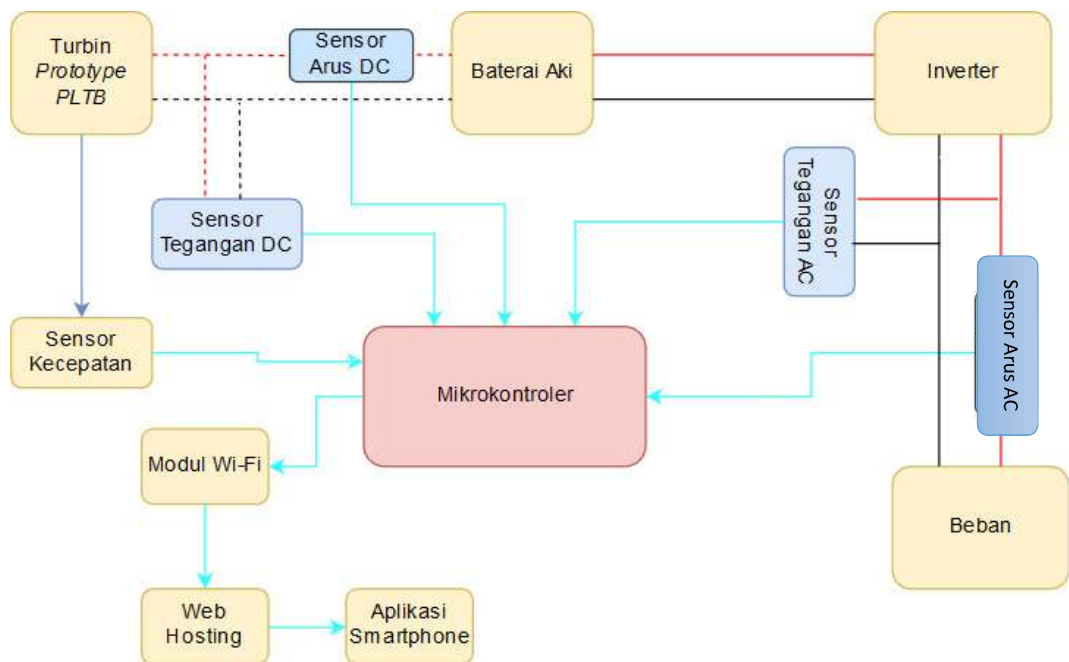 Turbin
Prototype
PLTB
Sensor
Arus DC
Baterai Aki
Inverter
Sensor
Tegangan DC
Sensor
Tegangan AC
Sensor Arus AC
Sensor
Kecepatan
Mikrokontroler
Modul Wi-Fi
Beban
Web
Hosting
Aplikasi
Smartphone